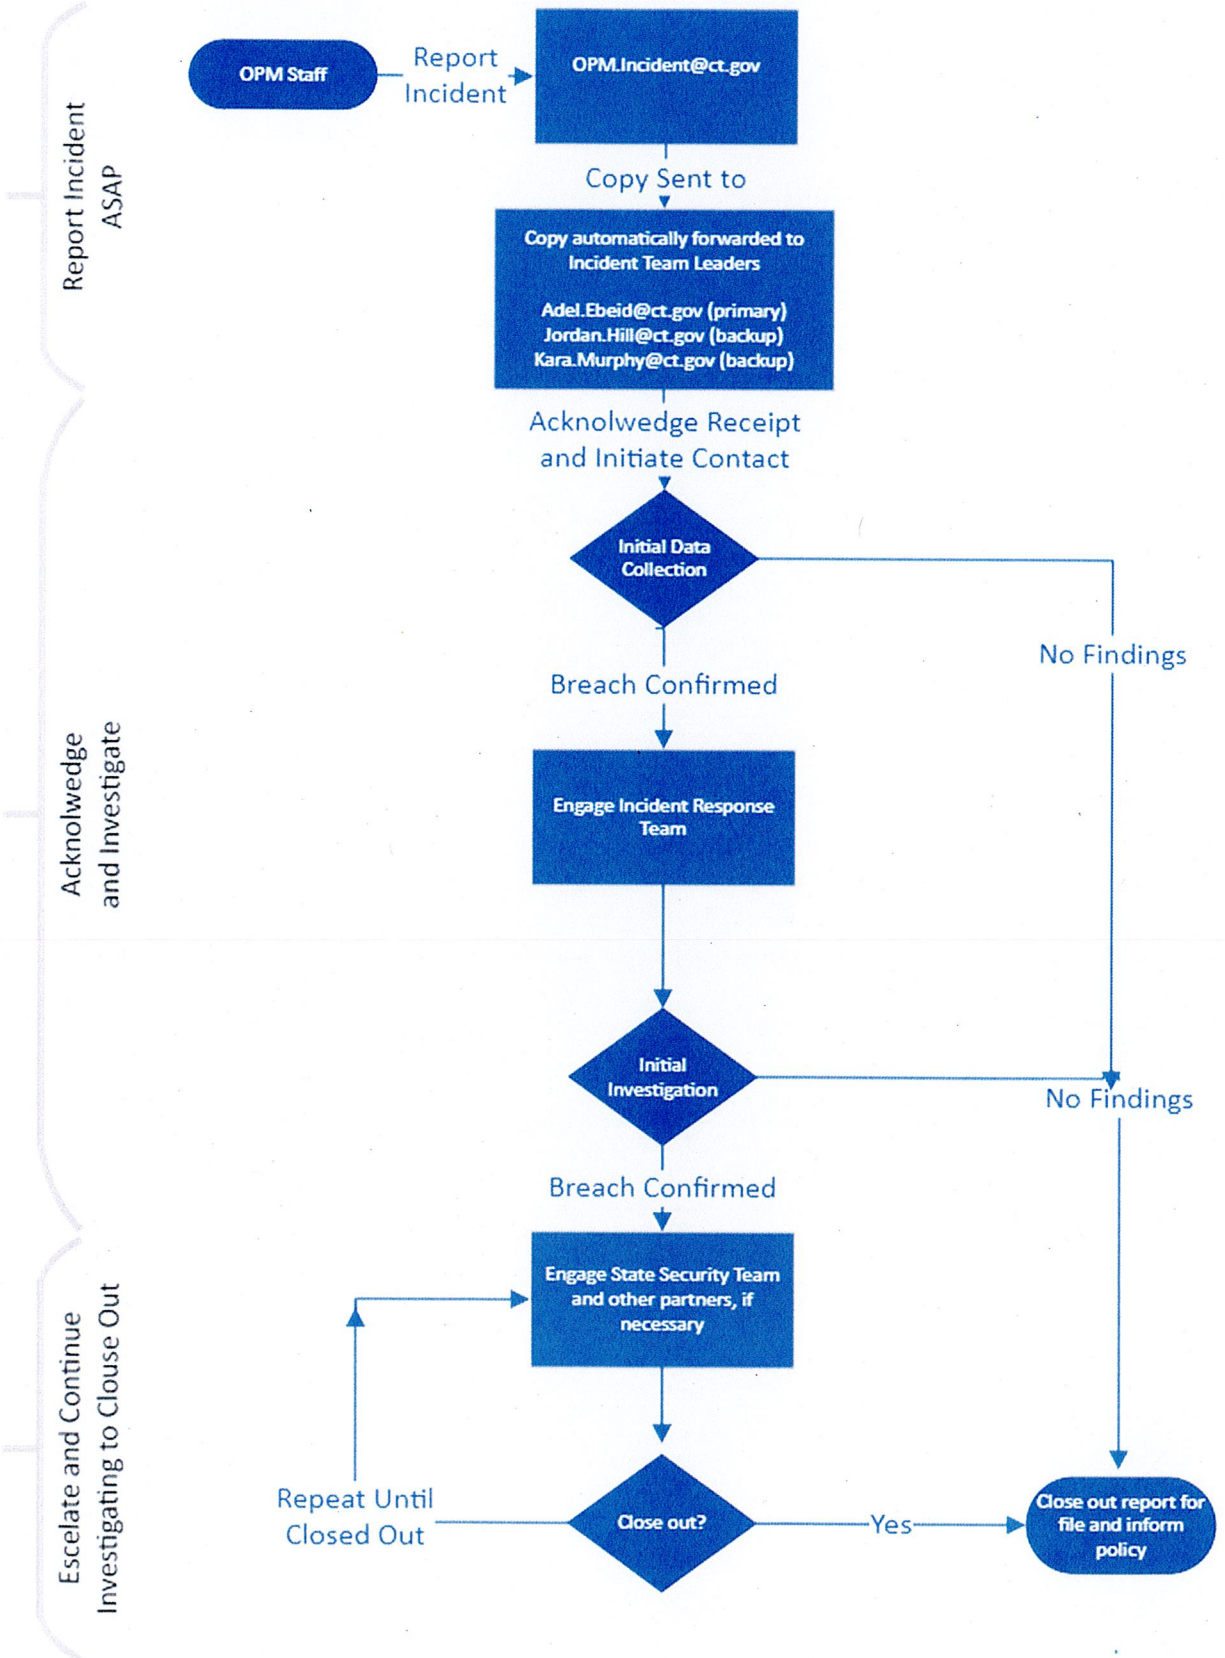 Report Incident
ASAP
OPM Staff
Report
Incident
OPM.Incident@ct.gov
Copy Sent to
Copy automatically forwarded to
Incident Team Leaders
Adel.Ebeid@ct.gov (primary)
Jordan.Hill@ct.gov (backup)
Kara.Murphy@ct.gov (backup)
Acknolwedge
and Investigate
Acknolwedge Receipt
and Initiate Contact
Initial Data
Collection
No Findings
Breach Confirmed
Engage Incident Response
Team
Initial
Investigation
No Findings
Breach Confirmed
Escelate and Continue
Investigating to Clouse Out
Engage State Security Team
and other partners, if
necessary
Repeat Until
Closed Out
Close out?
Yes
Close out report for
file and inform
policy